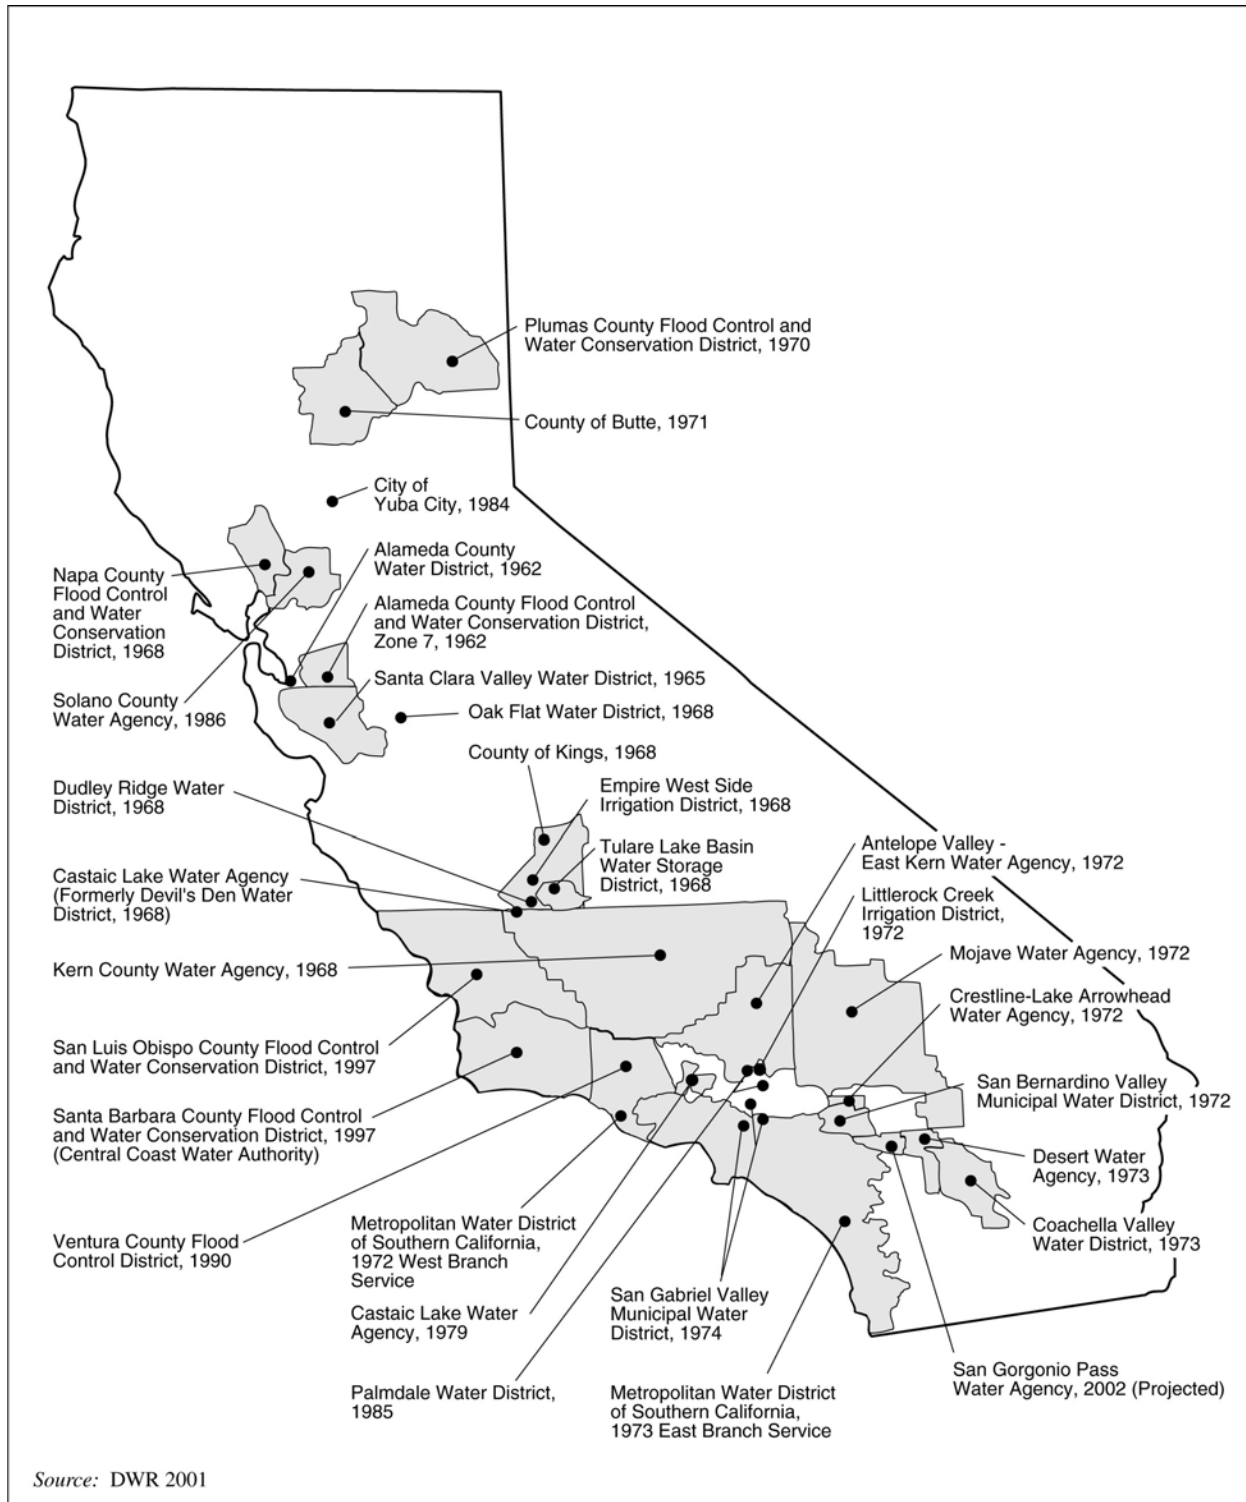 Plumas County Flood Control and
Water Conservation District, 1970
County of Butte, 1971
City of
Yuba City, 1984
Alameda County
Water District, 1962
Napa County
Flood Control
and Water
Conservation
District, 1968
Alameda County Flood Control
and Water Conservation District,
Zone 7, 1962
Santa Clara Valley Water District, 1965
Solano County
Water Agency, 1986
Oak Flat Water District, 1968
County of Kings, 1968
Dudley Ridge Water
District, 1968
Empire West Side
Irrigation District, 1968
Tulare Lake Basin
Water Storage
District, 1968
Antelope Valley -
East Kern Water Agency, 1972
Castaic Lake Water Agency
(Formerly Devil's Den Water
District, 1968)
Littlerock Creek
Irrigation District,
1972
Mojave Water Agency, 1972
Kern County Water Agency, 1968
Crestline-Lake Arrowhead
Water Agency, 1972
San Luis Obispo County Flood Control
and Water Conservation District, 1997
San Bernardino Valley
Municipal Water District, 1972
Santa Barbara County Flood Control
and Water Conservation District, 1997
(Central Coast Water Authority)
Desert Water
Agency, 1973
Coachella Valley
Water District, 1973
Ventura County Flood
Control District, 1990
Metropolitan Water District
of Southern California,
1972 West Branch
Service
Castaic Lake Water
Agency, 1979
San Gabriel Valley
Municipal Water
District, 1974
Palmdale Water District,
1985
Metropolitan Water District
of Southern California,
1973 East Branch Service
San Gorgonio Pass
Water Agency, 2002 (Projected)
Source: DWR 2001